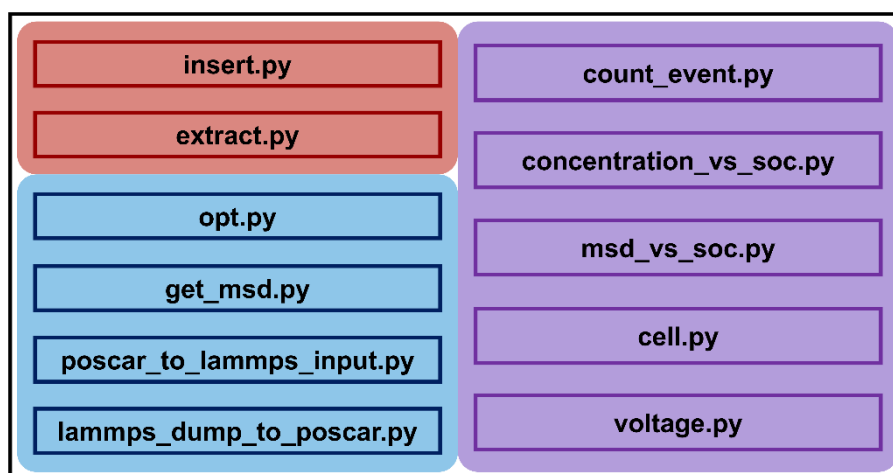 insert.py
extract.py
opt.py
get_msd.py
poscar_to_lammps_input.py
lammps_dump_to_poscar.py
count_event.py
concentration_vs_soc.py
msd_vs_soc.py
cell.py
voltage.py